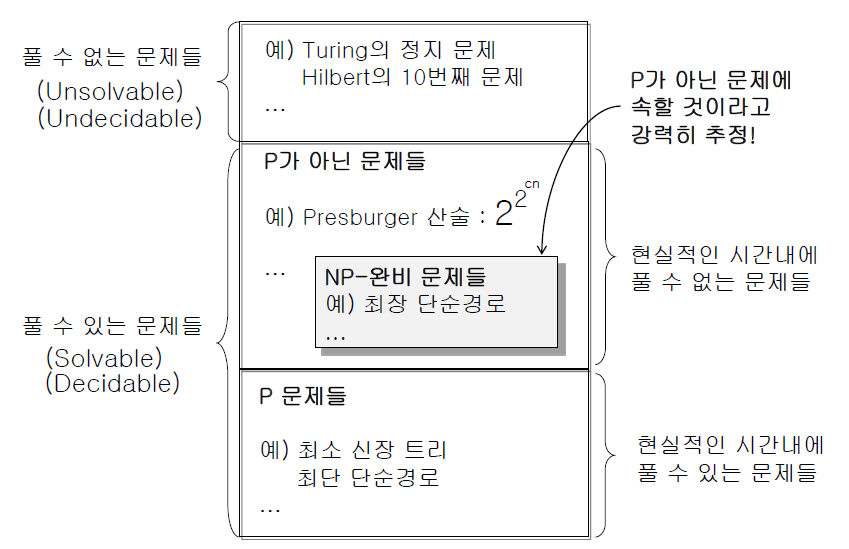 풀 수 없는 문제들
(Unsolvable)
(Undecidable)
예) Turing의 정지 문제
Hilbert의 10번째 문제
...
P가 아닌 문제에
속할 것이라고
강력히 추정!
P가 아닌 문제들
예) Presburger 산술 : 2^2^cn
...
NP-완비 문제들
예) 최장 단순경로
...
현실적인 시간내에
풀 수 없는 문제들
풀 수 있는 문제들
(Solvable)
(Decidable)
P 문제들
예) 최소 신장 트리
최단 단순경로
...
현실적인 시간내에
풀 수 있는 문제들